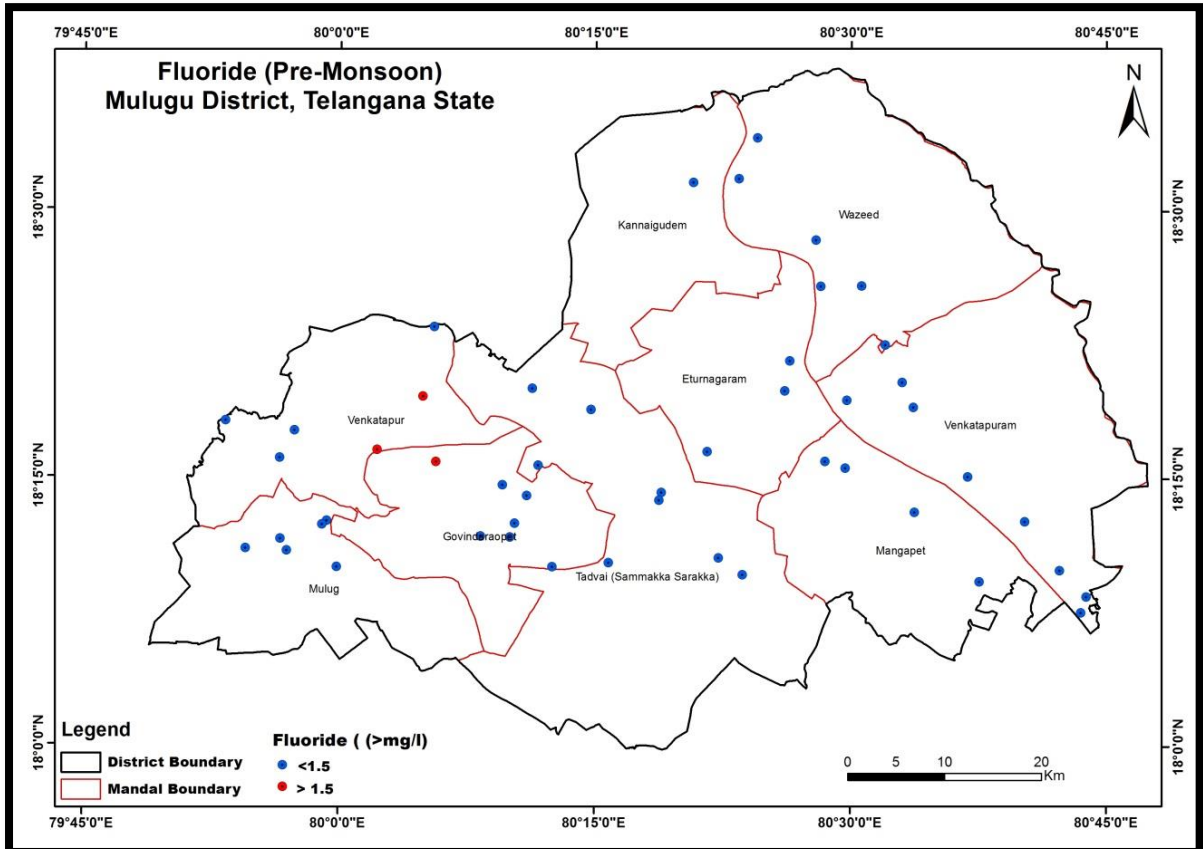 79°45'0"E 80°0'0"E 80°15'0"E 80°30'0"E 80°45'0"E
Fluoride (Pre-Monsoon)
Mulugu District, Telangana State
N
18°30'0"N 18°30'0"N
Wazeed
Kannaigudem
Eturnagaram
Venkatapur
Venkatapuram
18°15'0"N 18°15'0"N
Govindaraopet
Mangapet
Tadvai (Sammakka Sarakka)
Mulug
18°0'0"N 18°0'0"N
Legend
District Boundary
Mandal Boundary
Fluoride ( (>mg/l)
<1.5
> 1.5
0 5 10 20
Km
79°45'0"E 80°0'0"E 80°15'0"E 80°30'0"E 80°45'0"E